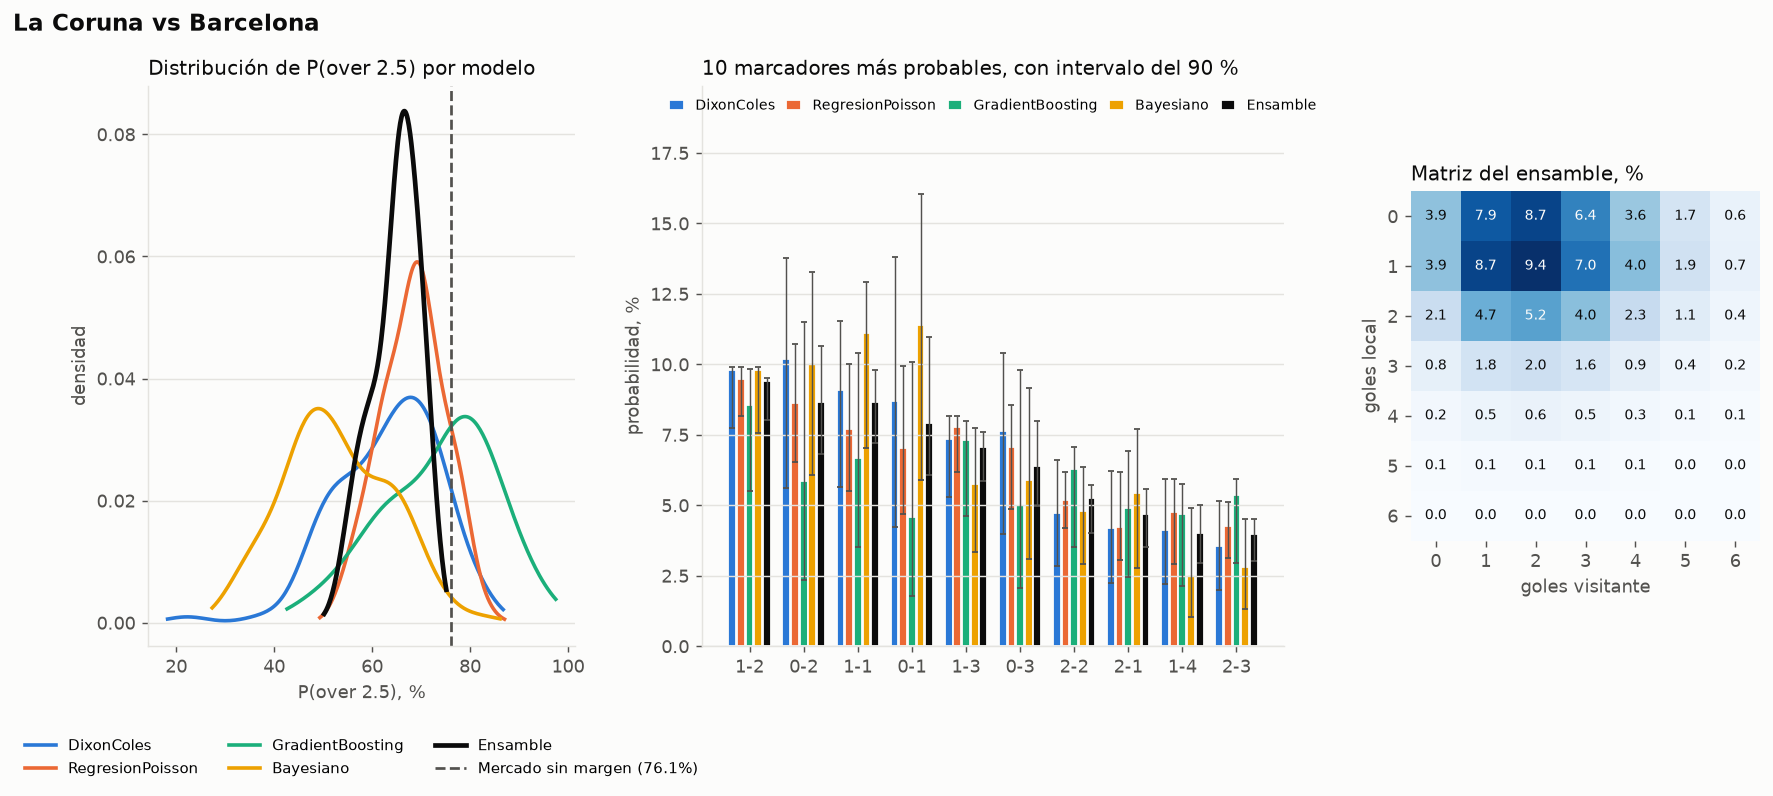 La Coruna vs Barcelona
Distribución de P(over 2.5) por modelo
densidad
0.08
0.06
0.04
0.02
0.00
20 40 60 80 100
P(over 2.5), %
DixonColes GradientBoosting Ensamble
RegresionPoisson Bayesiano Mercado sin margen (76.1%)
10 marcadores más probables, con intervalo del 90 %
DixonColes RegresionPoisson GradientBoosting Bayesiano Ensamble
probabilidad, %
17.5
15.0
12.5
10.0
7.5
5.0
2.5
0.0
1-2 0-2 1-1 0-1 1-3 0-3 2-2 2-1 1-4 2-3
Matriz del ensamble, %
goles local
0 3.9 7.9 8.7 6.4 3.6 1.7 0.6
1 3.9 8.7 9.4 7.0 4.0 1.9 0.7
2 2.1 4.7 5.2 4.0 2.3 1.1 0.4
3 0.8 1.8 2.0 1.6 0.9 0.4 0.2
4 0.2 0.5 0.6 0.5 0.3 0.1 0.1
5 0.1 0.1 0.1 0.1 0.1 0.0 0.0
6 0.0 0.0 0.0 0.0 0.0 0.0 0.0
0 1 2 3 4 5 6
goles visitante